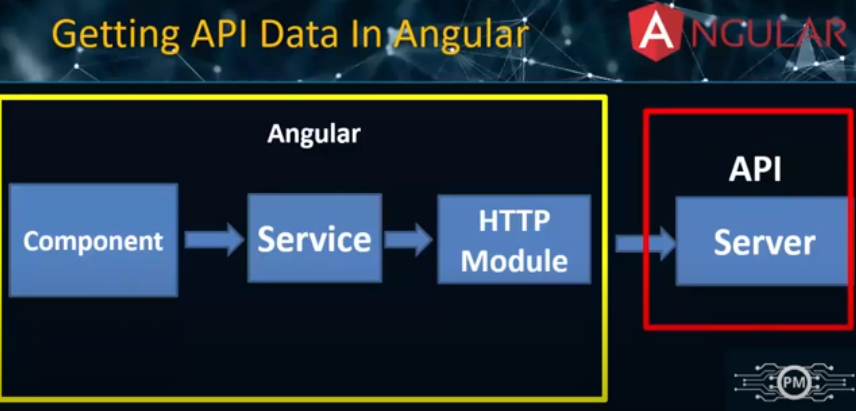 Getting API Data In Angular
ANGULAR
Angular
API
Component
Service
HTTP
Module
Server
PM